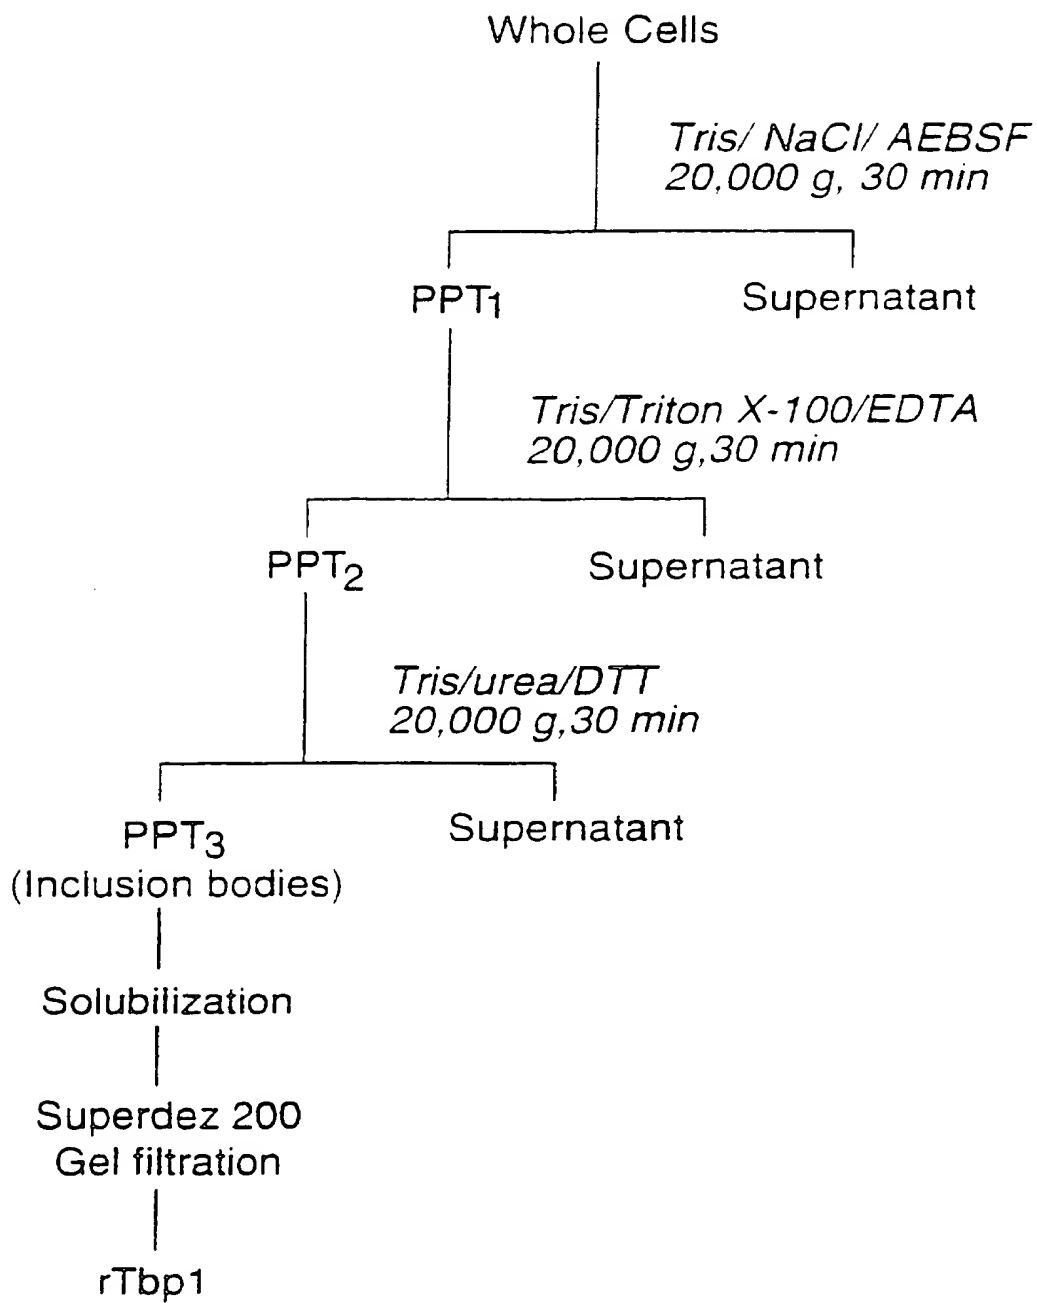 Whole Cells
Tris/ NaCl/ AEBSF
20,000 g, 30 min
PPT1
Supernatant
Tris/Triton X-100/EDTA
20,000 g,30 min
PPT2
Supernatant
Tris/urea/DTT
20,000 g,30 min
PPT3
Supernatant
(Inclusion bodies)
Solubilization
Superdez 200
Gel filtration
rTbp1